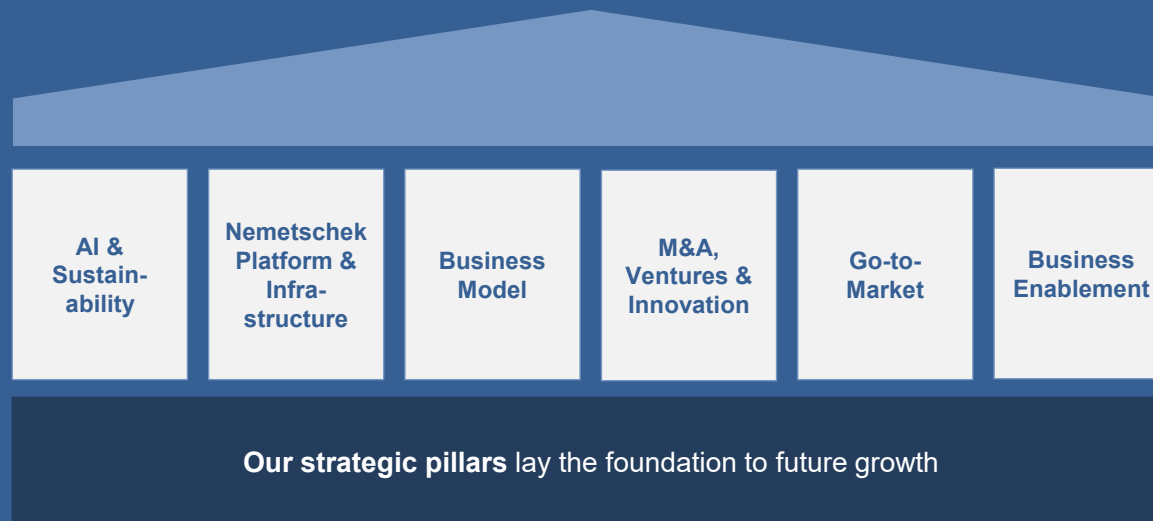 AI &
Sustain-
ability
Nemetschek
Platform &
Infra-
structure
Business
Model
M&A,
Ventures &
Innovation
Go-to-
Market
Business
Enablement
Our strategic pillars lay the foundation to future growth